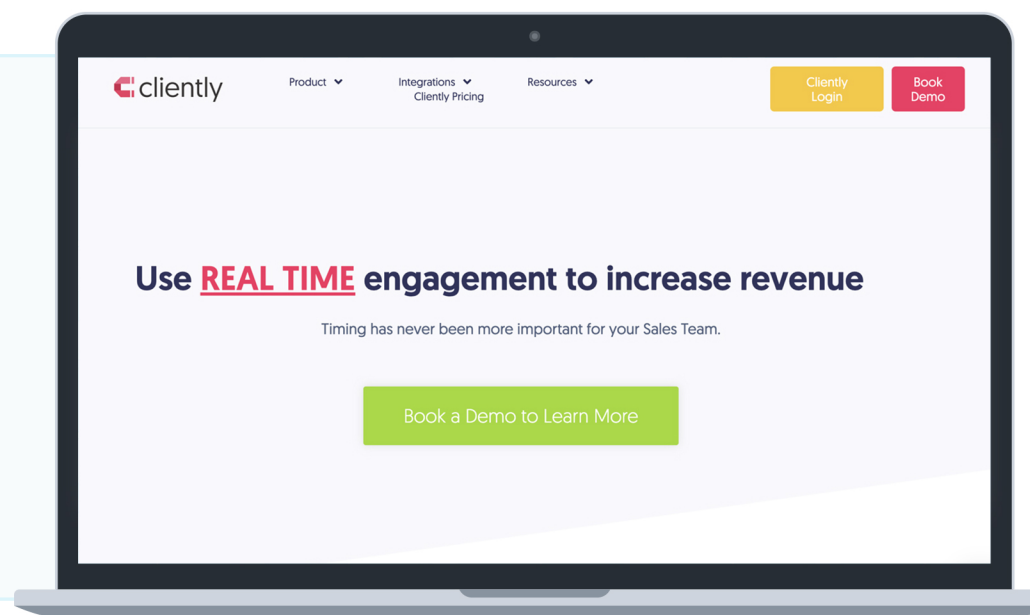 cliently
Product
Integrations
Resources
Cliently Pricing
Cliently
Login
Book
Demo
Use REAL TIME engagement to increase revenue
Timing has never been more important for your Sales Team.
Book a Demo to Learn More